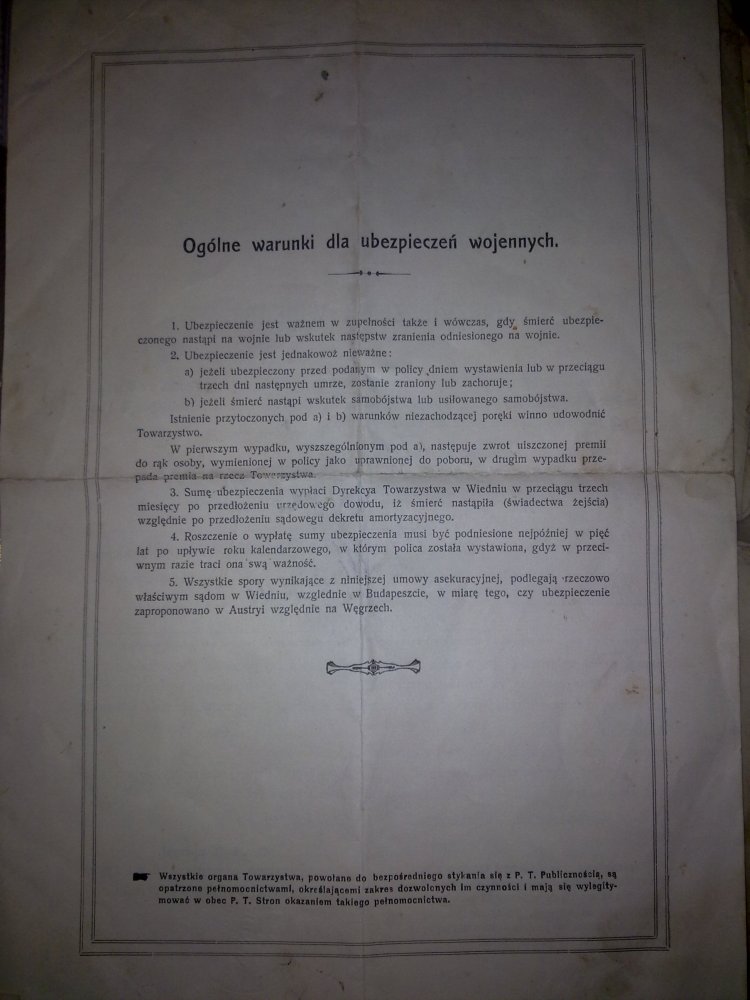 Ogólne warunki dla ubezpieczeń wojennych.
1. Ubezpieczenie jest ważnem w zupełności także i wówczas, gdy śmierć ubezpie-
czonego nastąpi na wojnie lub wskutek następstw zranienia odniesionego na wojnie.
2. Ubezpieczenie jest jednakowoż nieważne:
a) jeżeli ubezpieczony przed podanym w policy dniem wystawienia lub w przeciągu
trzech dni następnych umrze, zostanie zraniony lub zachoruje;
b) jeżeli śmierć nastąpi wskutek samobójstwa lub usiłowanego samobójstwa.
Istnienie przytoczonych pod a) i b) warunków niezachodzącej poręki winno udowodnić
Towarzystwo.
W pierwszym wypadku, wyszszególnionym pod a), następuje zwrot uiszczonej premii
do rąk osoby, wymienionej w policy jako uprawnionej do poboru, w drugim wypadku prze-
pada premia na rzecz Towarzystwa.
3. Sumę ubezpieczenia wypłaci Dyrekcya Towarzystwa w Wiedniu w przeciągu trzech
miesięcy po przedłożeniu urzędowego dowodu, iż śmierć nastąpiła (świadectwa zejścia)
względnie po przedłożeniu sądowego dekretu amortyzacyjnego.
4. Roszczenie o wypłatę sumy ubezpieczenia musi być podniesione najpóźniej w pięć
lat po upływie roku kalendarzowego, w którym polica została wystawiona, gdyż w przeci-
wnym razie traci ona swą ważność.
5. Wszystkie spory wynikające z niniejszej umowy asekuracyjnej, podlegają rzeczowo
właściwym sądom w Wiedniu, względnie w Budapeszcie, w miarę tego, czy ubezpieczenie
zaproponowano w Austryi względnie na Węgrzech.
Wszystkie organa Towarzystwa, powołane do bezpośredniego stykania się z P. T. Publicznością, są
opatrzone pełnomocnictwami, określającemi zakres dozwolonych im czynności i mają się wylegity-
mować w obec P. T. Stron okazaniem takiego pełnomocnictwa.